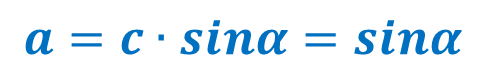 a = c · sinα = sinα